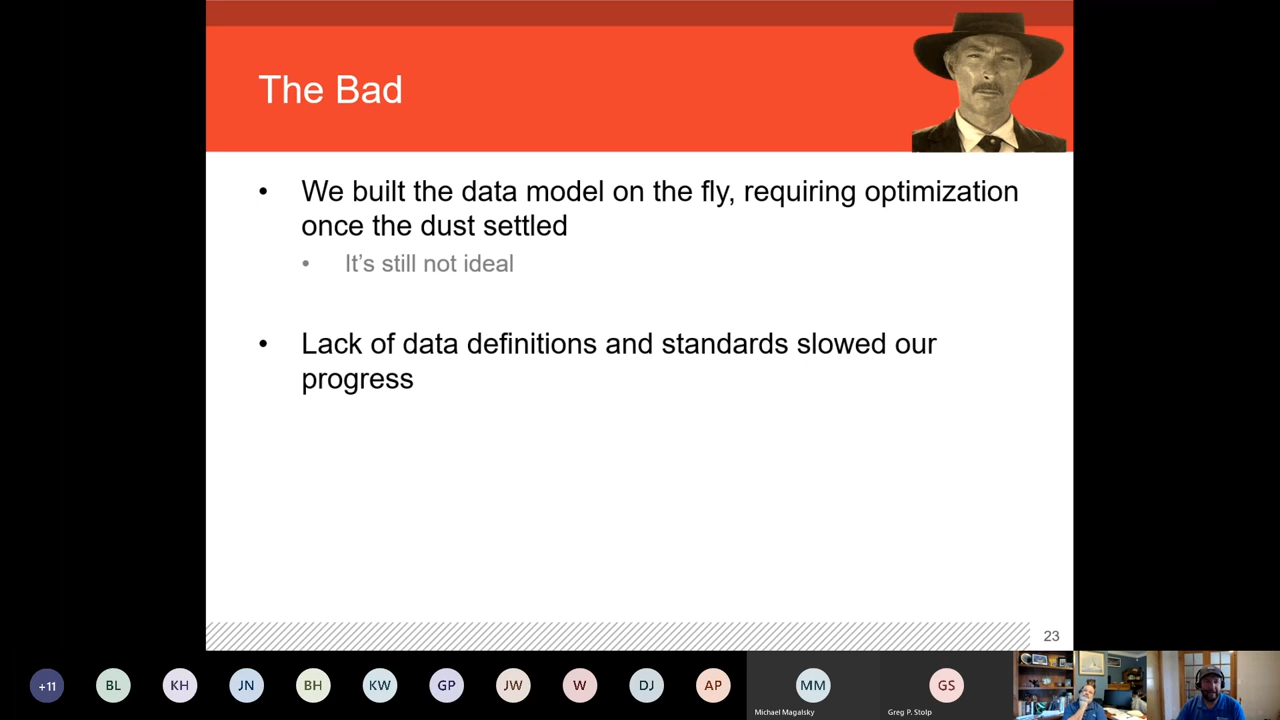 The Bad
• We built the data model on the fly, requiring optimization
once the dust settled
• It's still not ideal
• Lack of data definitions and standards slowed our
progress
23
+11
BL
KH
JN
BH
KW
GP
JW
W
DJ
AP
MM
Michael Magalsky
GS
Greg P. Stolp